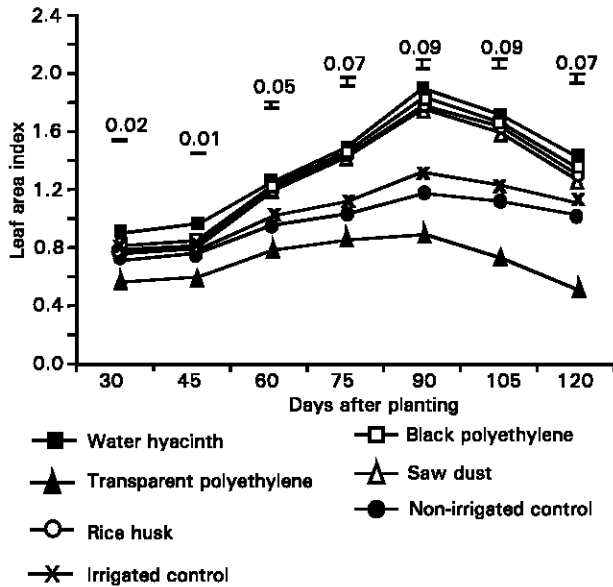 2.4
2.0
1.6
1.2
0.8
0.4
0.0
Leaf area index
0.02
0.01
0.05
0.07
0.09
0.09
0.07
30 45 60 75 90 105 120
Days after planting
Water hyacinth
Transparent polyethylene
Rice husk
Irrigated control
Black polyethylene
Saw dust
Non-irrigated control